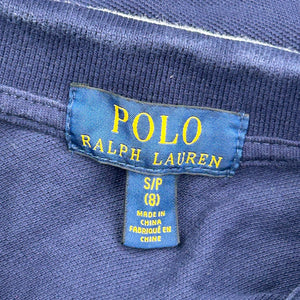 POLO
RALPH LAUREN
S/P
(8)
MADE IN
CHINA
FABRIQUÉ EN
CHINE